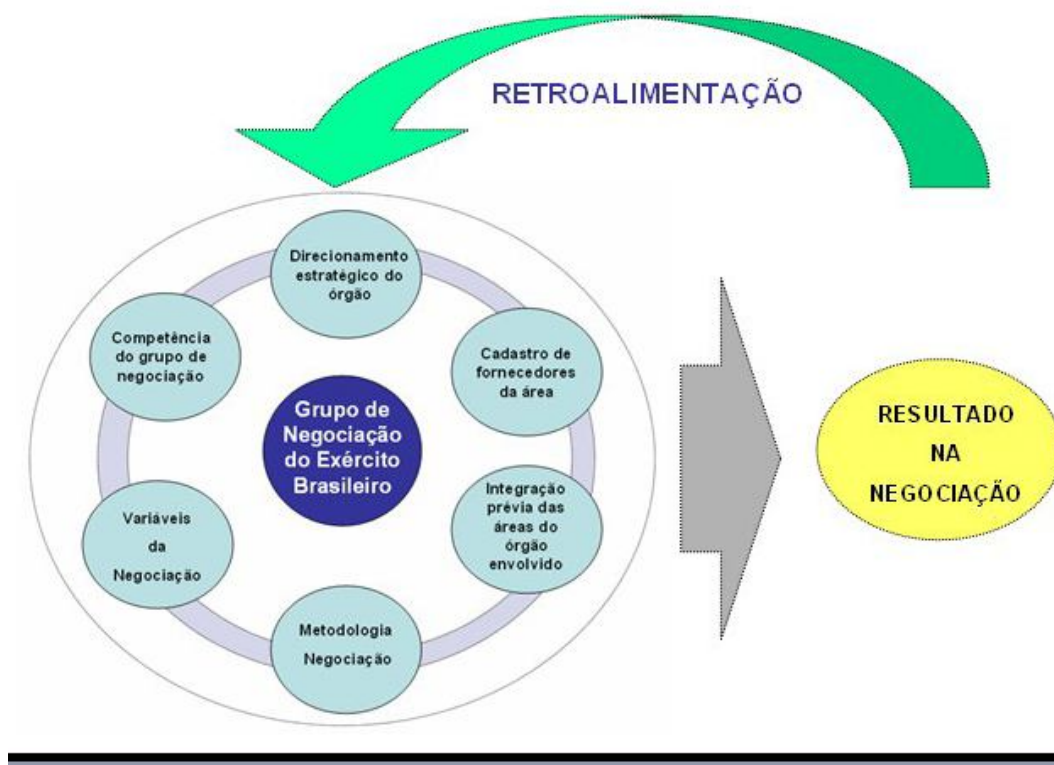 RETROALIMENTAÇÃO
Direcionamento
estratégico do
órgão
Competência
do grupo de
negociação
Cadastro de
fornecedores
da área
Grupo de
Negociação
do Exército
Brasileiro
RESULTADO
NA
NEGOCIAÇÃO
Variáveis
da
Negociação
Integração
prévia das
áreas do
órgão
envolvido
Metodologia
Negociação